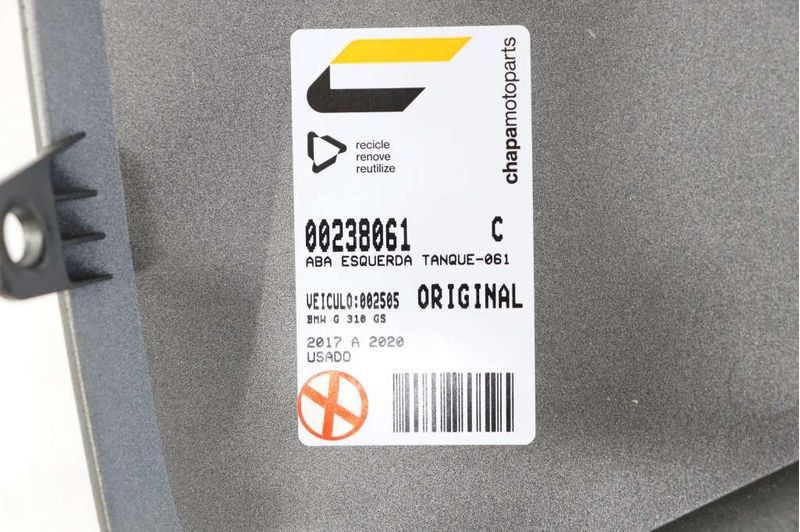 chapamotoparts
recicle
renove
reutilize
00238061 C
ABA ESQUERDA TANQUE-061
VEICULO:002505 ORIGINAL
BMW G 310 GS
2017 A 2020
USADO